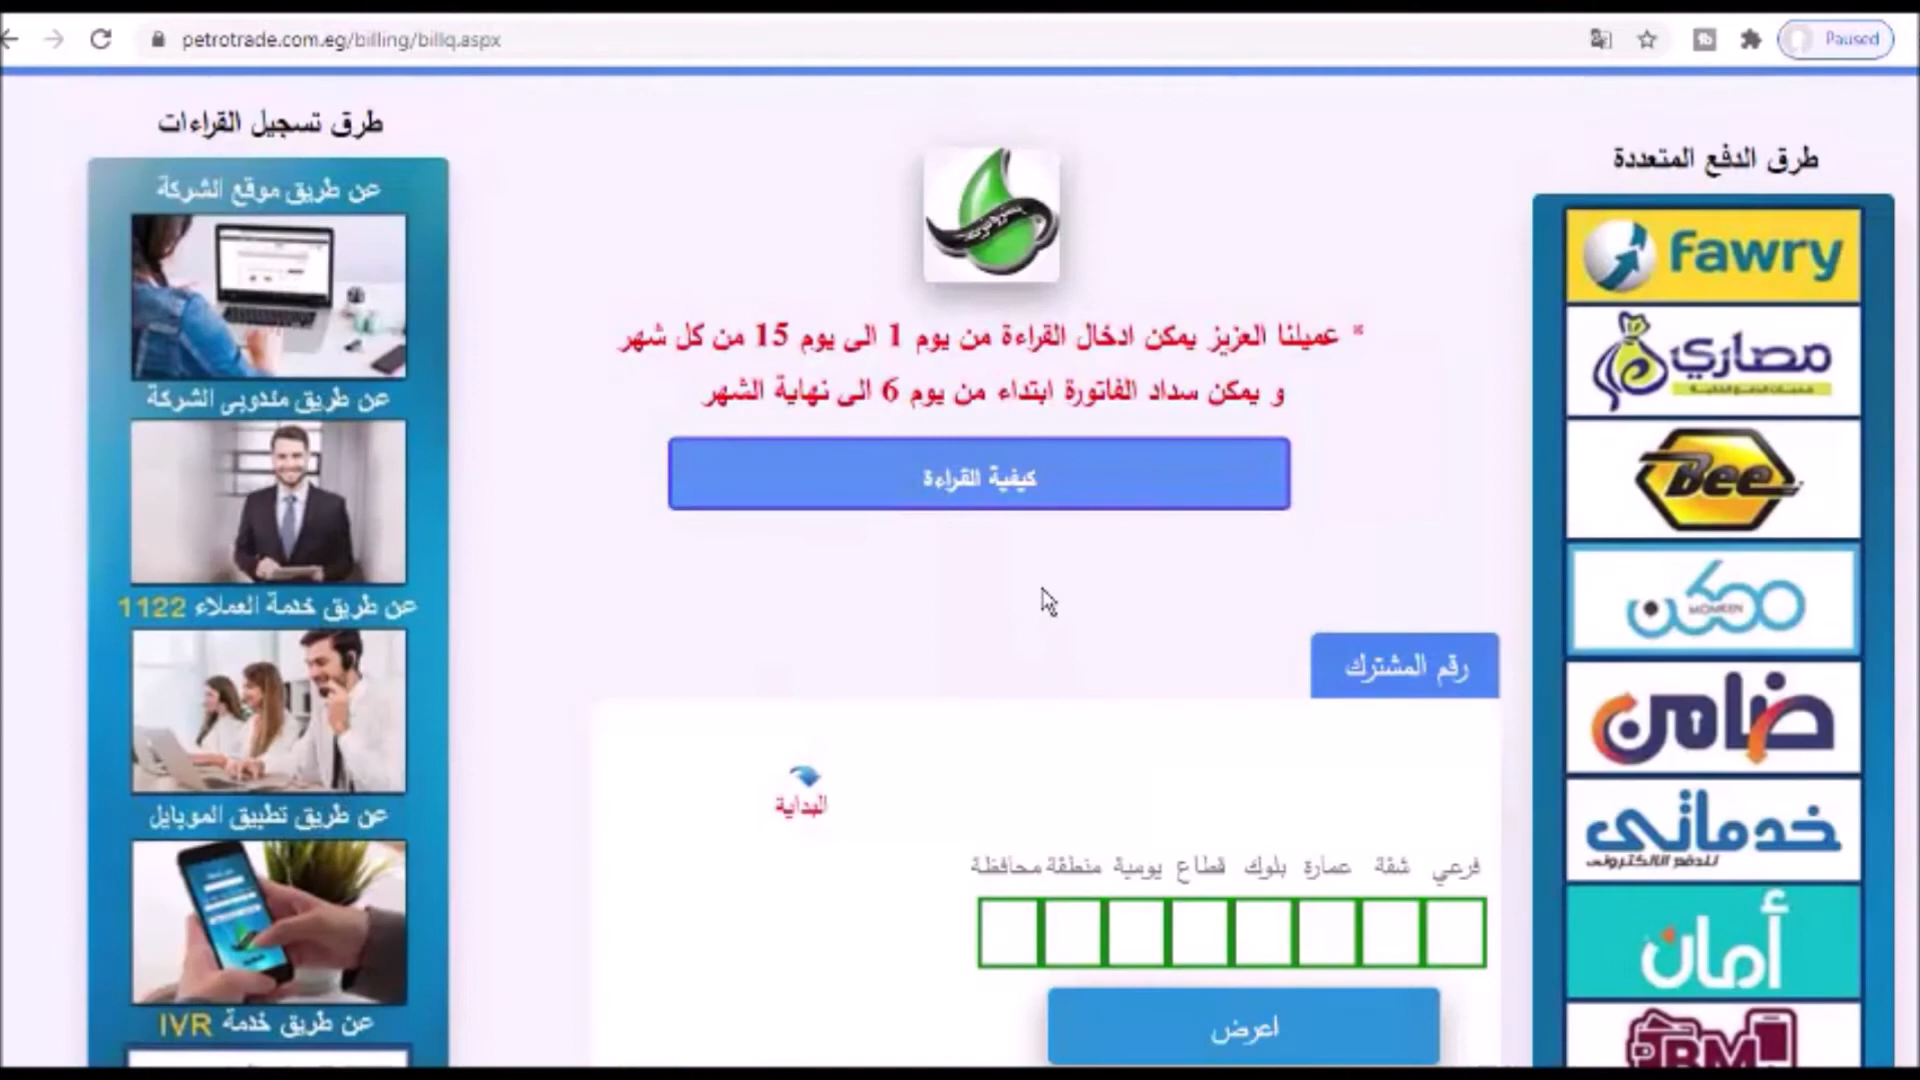 petrotrade.com.eg/billing/billq.aspx
Paused
طرق تسجيل القراءات
عن طريق موقع الشركة
عن طريق مندوبى الشركة
عن طريق خدمة العملاء 1122
عن طريق تطبيق الموبايل
عن طريق خدمة IVR
* عميلنا العزيز يمكن ادخال القراءة من يوم 1 الى يوم 15 من كل شهر
و يمكن سداد الفاتورة ابتداء من يوم 6 الى نهاية الشهر
كيفية القراءة
رقم المشترك
البداية
فرعي شقة عمارة بلوك قطاع يومية منطقة محافظة
اعرض
طرق الدفع المتعددة
fawry
مصاري
Bee
ممكن
MOMKEN
ضامن
خدماتى
للدفع الالكترونى
أمان
BM